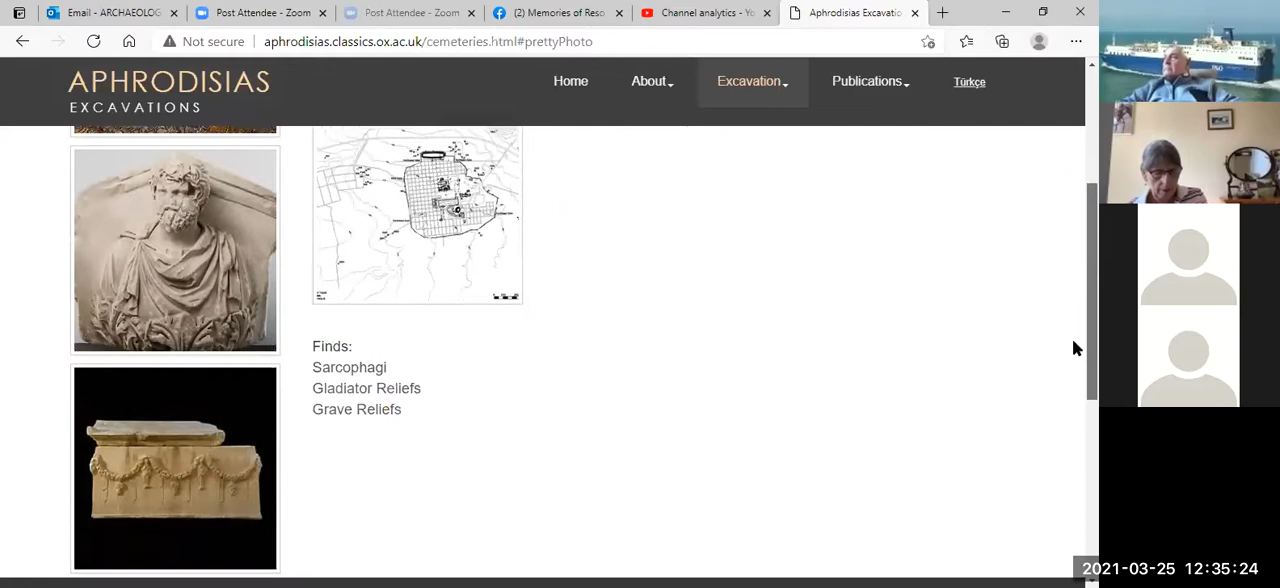 Email - ARCHAEOLOG
Post Attendee - Zoom
Post Attendee - Zoom
(2) Memories of Reso
Channel analytics - Yo
Aphrodisias Excavatio
Not secure
aphrodisias.classics.ox.ac.uk/cemeteries.html#prettyPhoto
APHRODISIAS
EXCAVATIONS
Home
About
Excavation
Publications
Türkçe
Finds:
Sarcophagi
Gladiator Reliefs
Grave Reliefs
2021-03-25 12:35:24